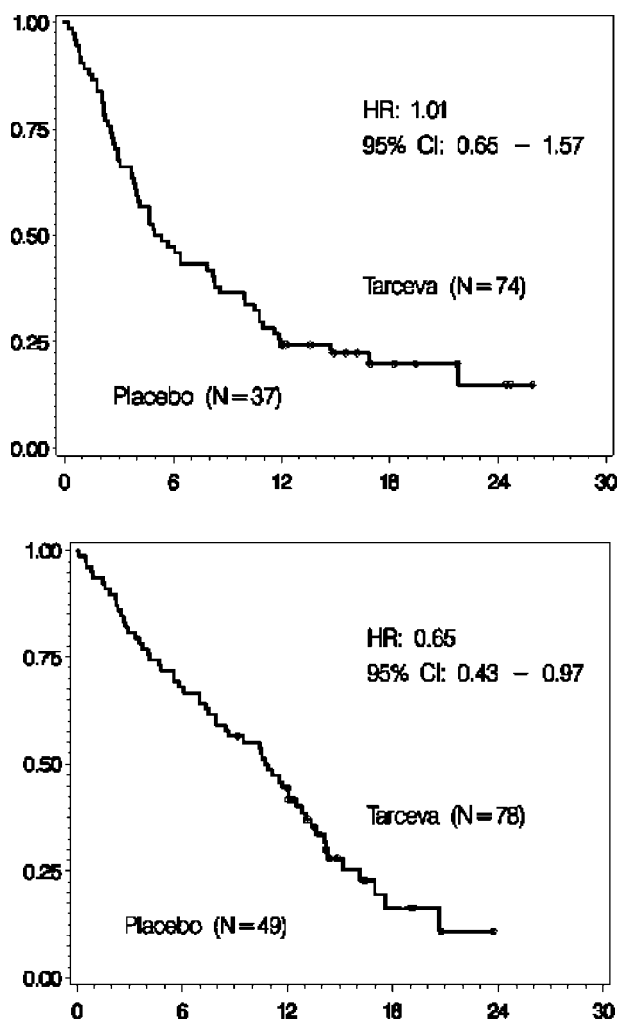 1.00
HR: 1.01
95% CI: 0.65 – 1.57
0.75
0.50
Tarceva (N=74)
0.25
Placebo (N=37)
0.00
0 6 12 18 24 30
1.00
HR: 0.65
95% CI: 0.43 – 0.97
0.75
0.50
Tarceva (N=78)
0.25
Placebo (N=49)
0.00
0 6 12 18 24 30